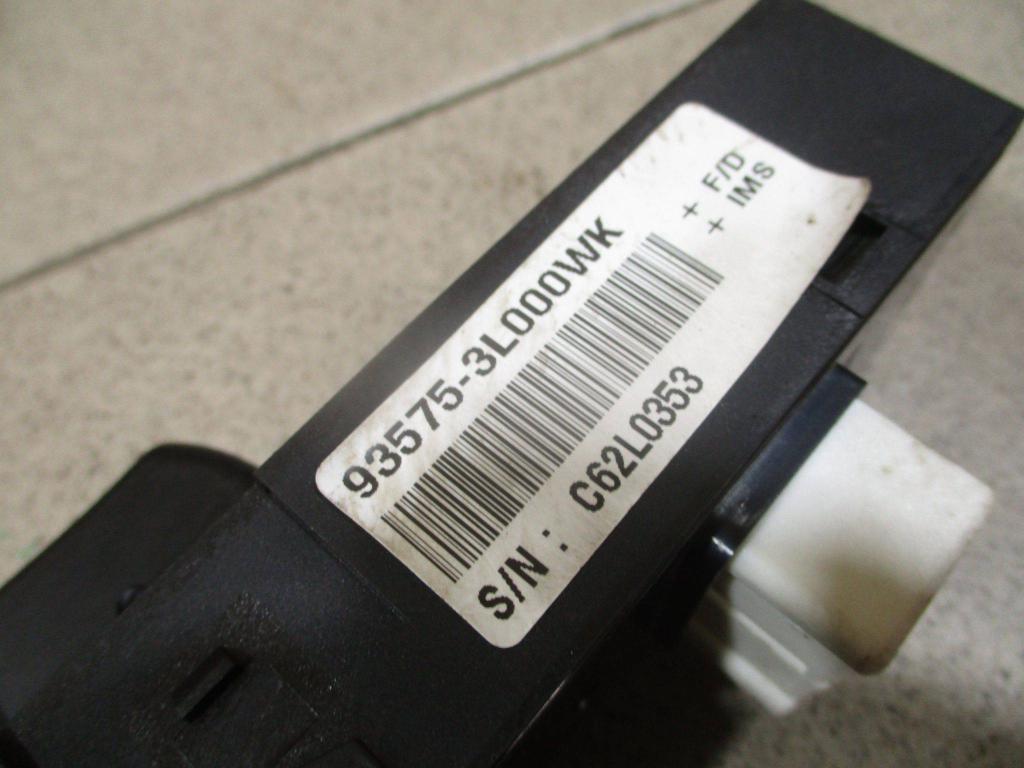 93575-3L000WK
+ F/D
+ IMS
S/N : C62L0353